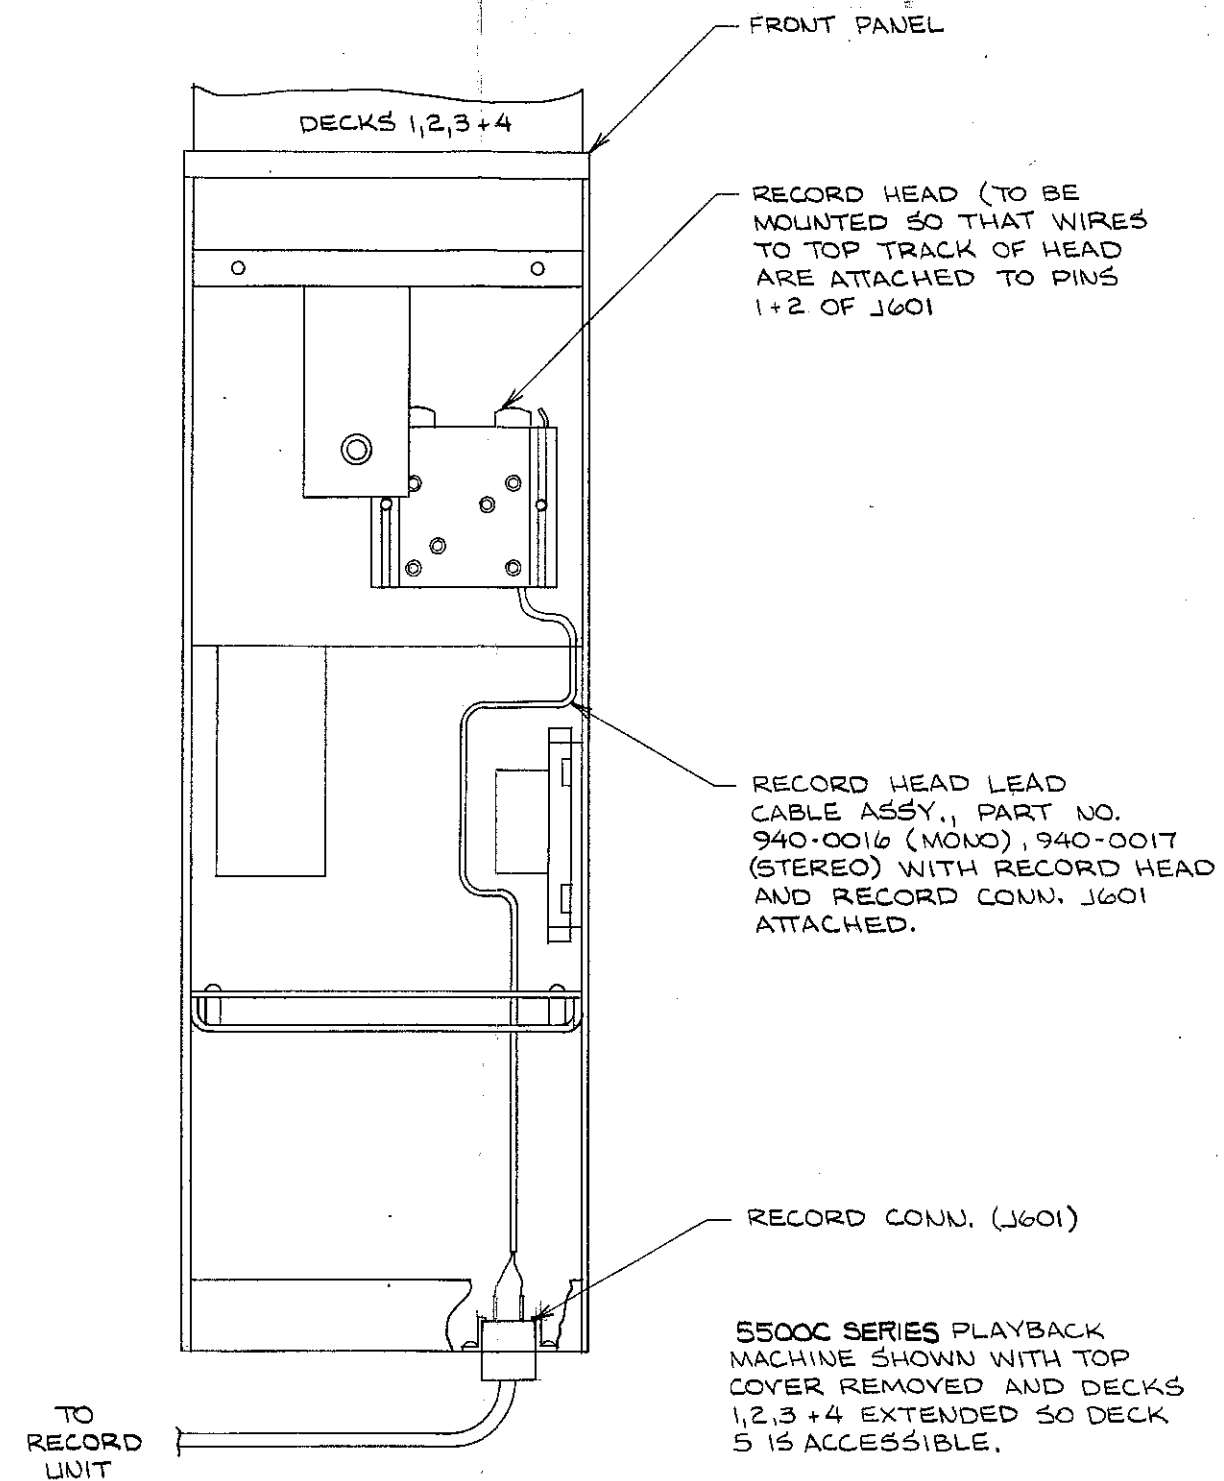 FRONT PANEL
DECKS 1,2,3+4
RECORD HEAD (TO BE
MOUNTED SO THAT WIRES
TO TOP TRACK OF HEAD
ARE ATTACHED TO PINS
1+2 OF J601
RECORD HEAD LEAD
CABLE ASSY., PART NO.
940-0016 (MONO), 940-0017
(STEREO) WITH RECORD HEAD
AND RECORD CONN. J601
ATTACHED.
RECORD CONN. (J601)
5500C SERIES PLAYBACK
MACHINE SHOWN WITH TOP
COVER REMOVED AND DECKS
1,2,3+4 EXTENDED SO DECK
5 IS ACCESSIBLE.
TO
RECORD
UNIT